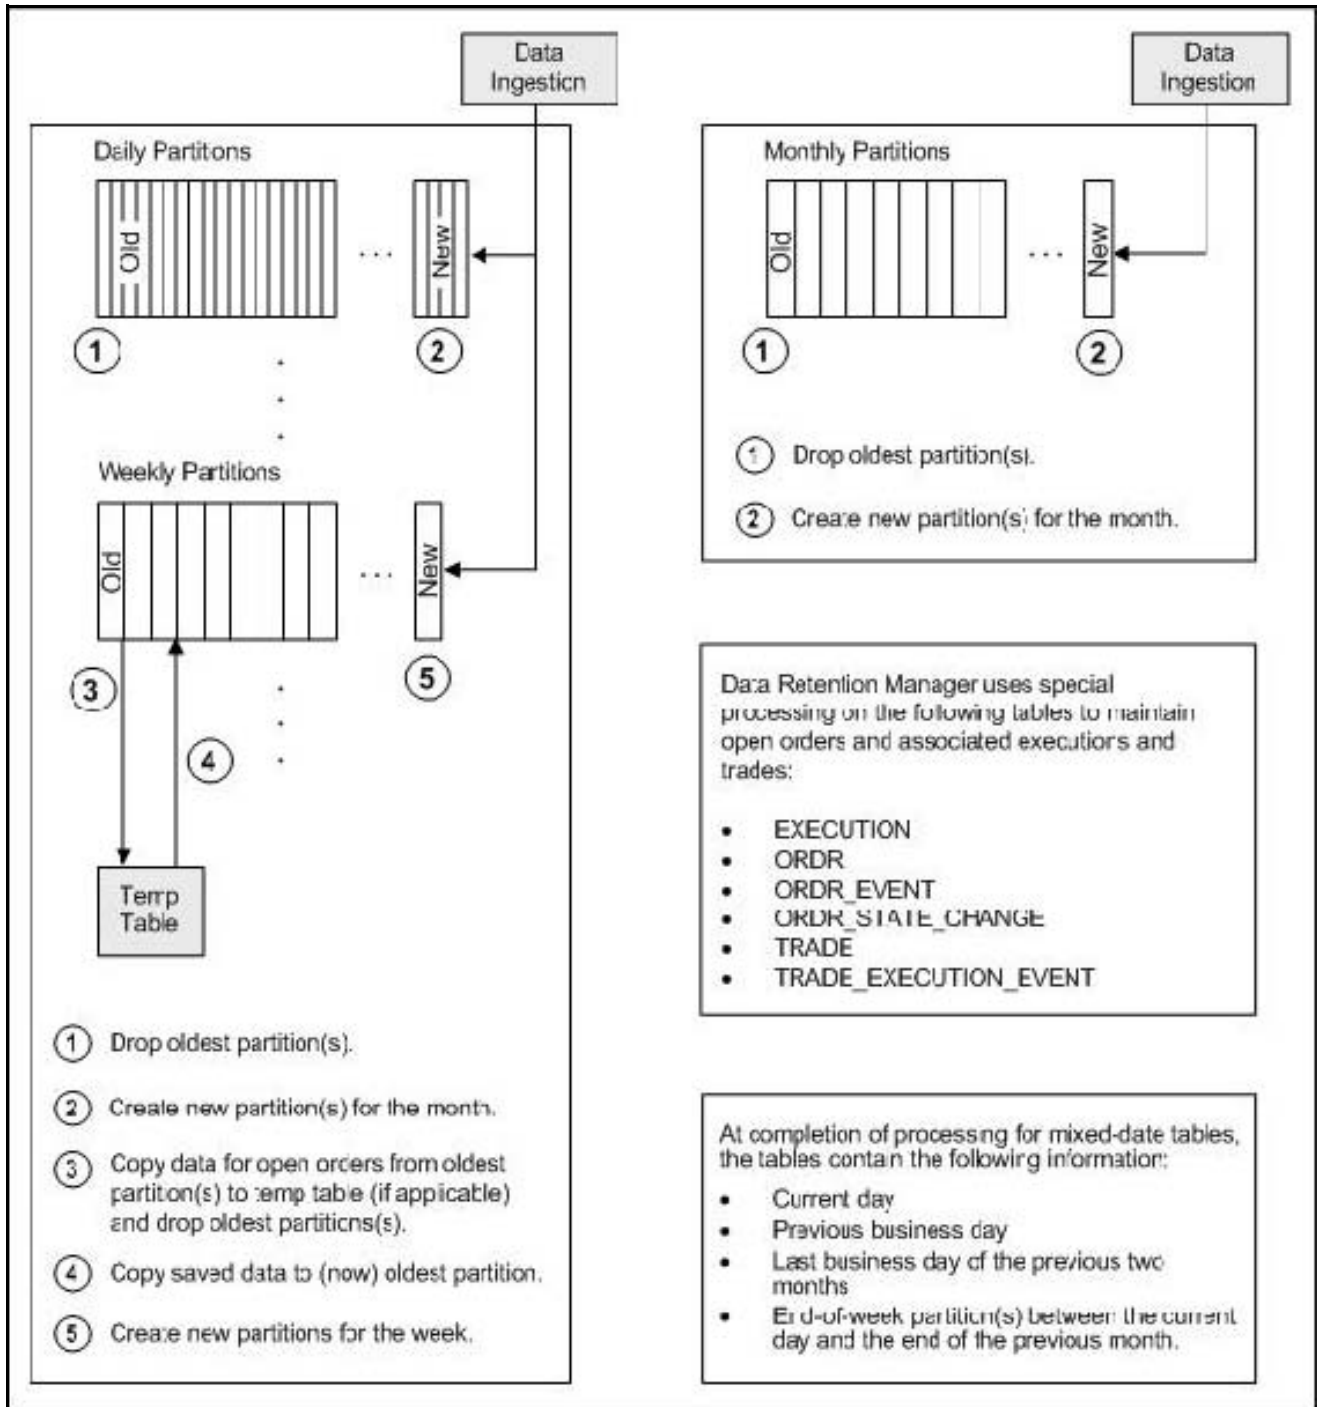 Data
Ingestion
Daily Partitions
Old
...
New
1
2
Weekly Partitions
Old
...
New
3
4
5
Temp
Table
1 Drop oldest partition(s).
2 Create new partition(s) for the month.
3 Copy data for open orders from oldest
partition(s) to temp table (if applicable)
and drop oldest partitions(s).
4 Copy saved data to (now) oldest partition.
5 Create new partitions for the week.
Data
Ingestion
Monthly Partitions
Old
...
New
1
2
1 Drop oldest partition(s).
2 Create new partition(s) for the month.
Data Retention Manager uses special
processing on the following tables to maintain
open orders and associated executions and
trades:
• EXECUTION
• ORDR
• ORDR_EVENT
• ORDR_STATE_CHANGE
• TRADE
• TRADE_EXECUTION_EVENT
At completion of processing for mixed-date tables,
the tables contain the following information:
• Current day
• Previous business day
• Last business day of the previous two
months
• End-of-week partition(s) between the current
day and the end of the previous month.